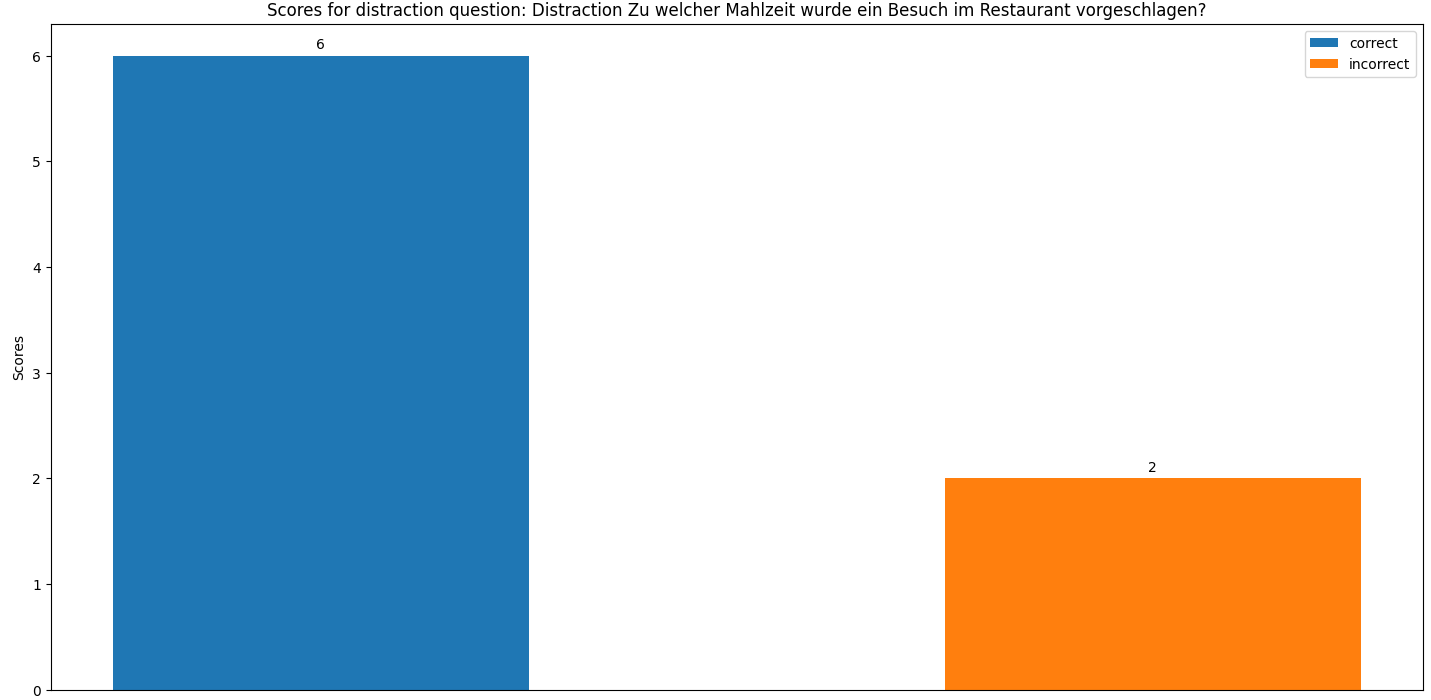 Scores for distraction question: Distraction Zu welcher Mahlzeit wurde ein Besuch im Restaurant vorgeschlagen?
correct
incorrect
6
2
Scores
6
5
4
3
2
1
0